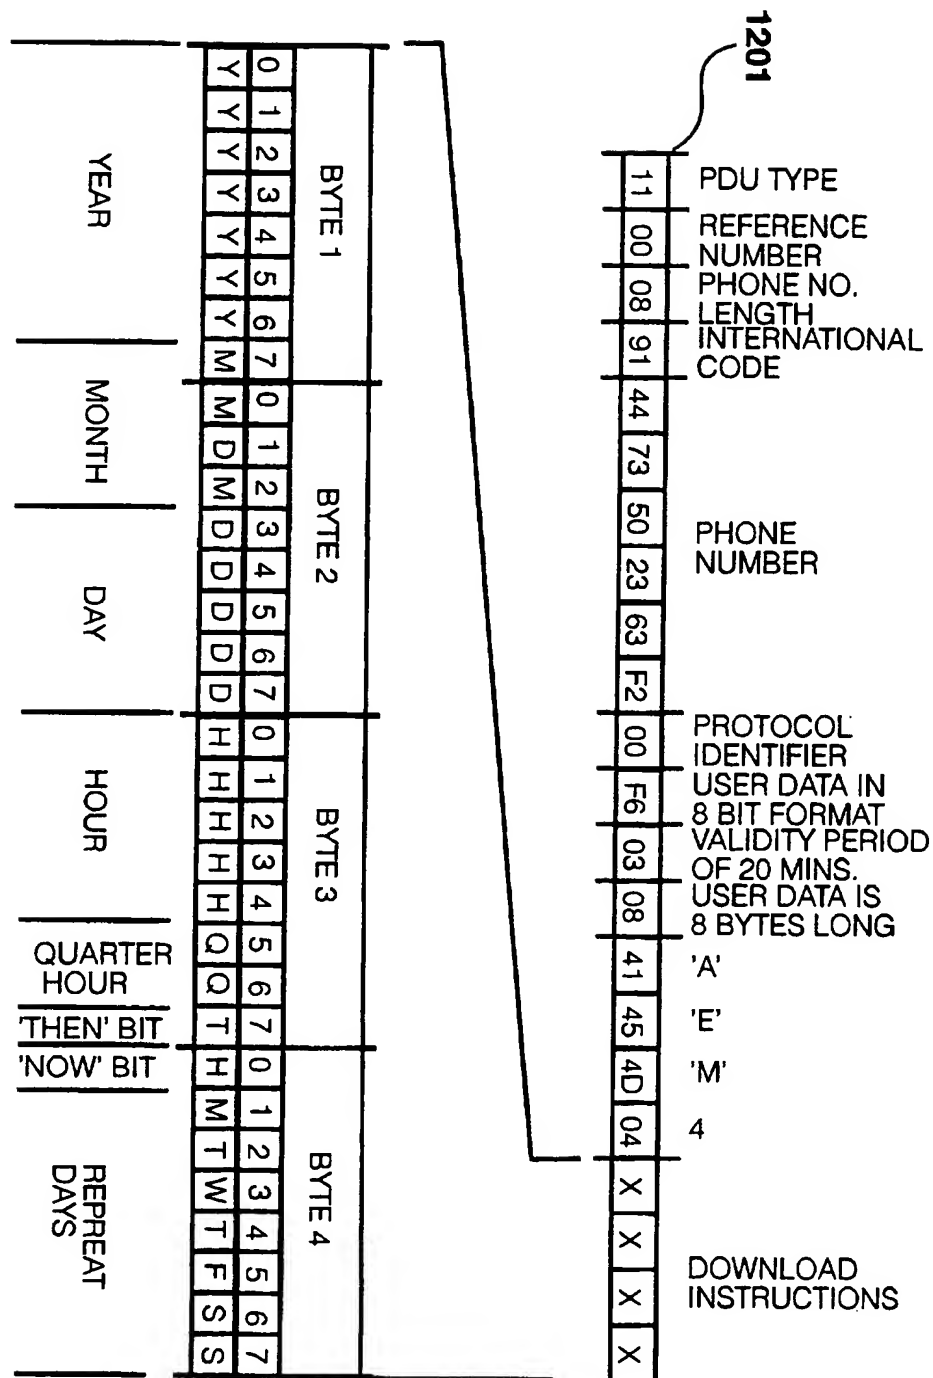 1201
11 00 08 91 44 73 50 23 63 F2 00 F6 03 08 41 45 4D 04 X X X X
PDU TYPE
REFERENCE
NUMBER
PHONE NO.
LENGTH
INTERNATIONAL
CODE
PHONE
NUMBER
PROTOCOL
IDENTIFIER
USER DATA IN
8 BIT FORMAT
VALIDITY PERIOD
OF 20 MINS.
USER DATA IS
8 BYTES LONG
'A'
'E'
'M'
4
DOWNLOAD
INSTRUCTIONS
BYTE 1 BYTE 2 BYTE 3 BYTE 4
0 1 2 3 4 5 6 7 0 1 2 3 4 5 6 7 0 1 2 3 4 5 6 7 0 1 2 3 4 5 6 7
Y Y Y Y Y Y Y M M D M D D D D D H H H H H Q Q T H M T W T F S S
YEAR
MONTH
DAY
HOUR
QUARTER
HOUR
'THEN' BIT
'NOW' BIT
REPREAT
DAYS